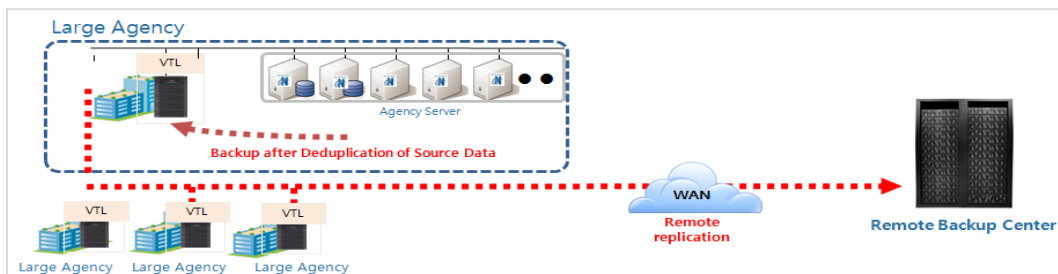 Large Agency
VTL
Agency Server
Backup after Deduplication of Source Data
WAN
Remote
replication
Remote Backup Center
VTL
VTL
VTL
Large Agency
Large Agency
Large Agency